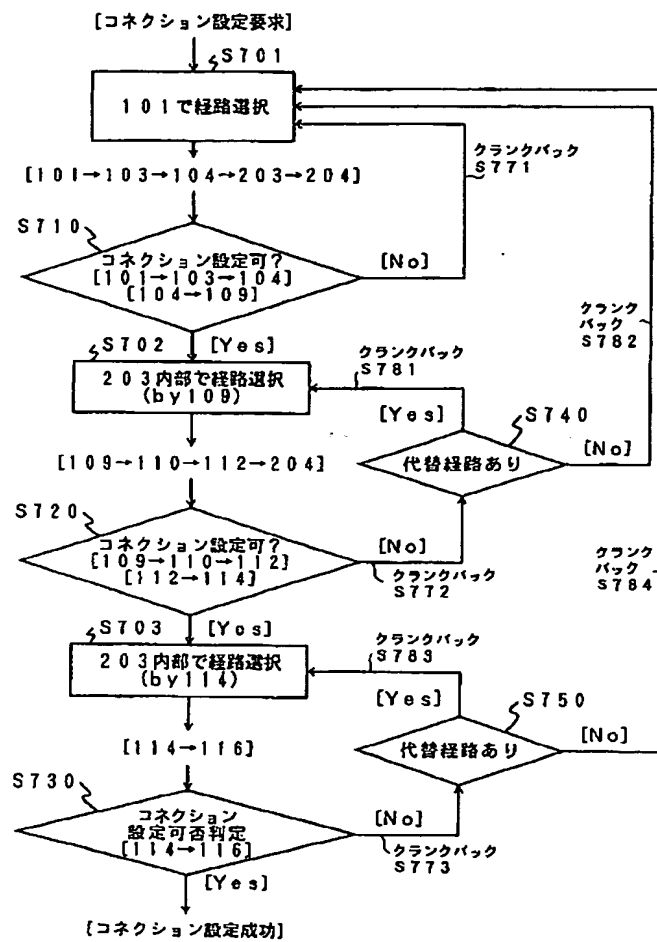 [コネクション設定要求]
S701
101で経路選択
クランクバック
S771
[101→103→104→203→204]
S710
コネクション設定可?
[101→103→104]
[104→109]
[No]
クランク
バック
S782
S702
[Yes]
クランクバック
S781
203内部で経路選択
(by109)
[Yes]
S740
[No]
代替経路あり
[109→110→112→204]
S720
コネクション設定可?
[109→110→112]
[112→114]
[No]
クランクバック
S772
クランク
バック
S784
S703
[Yes]
クランクバック
S783
203内部で経路選択
(by114)
[Yes]
S750
[No]
代替経路あり
[114→116]
S730
コネクション
設定可否判定
[114→116]
[No]
クランクバック
S773
[Yes]
[コネクション設定成功]